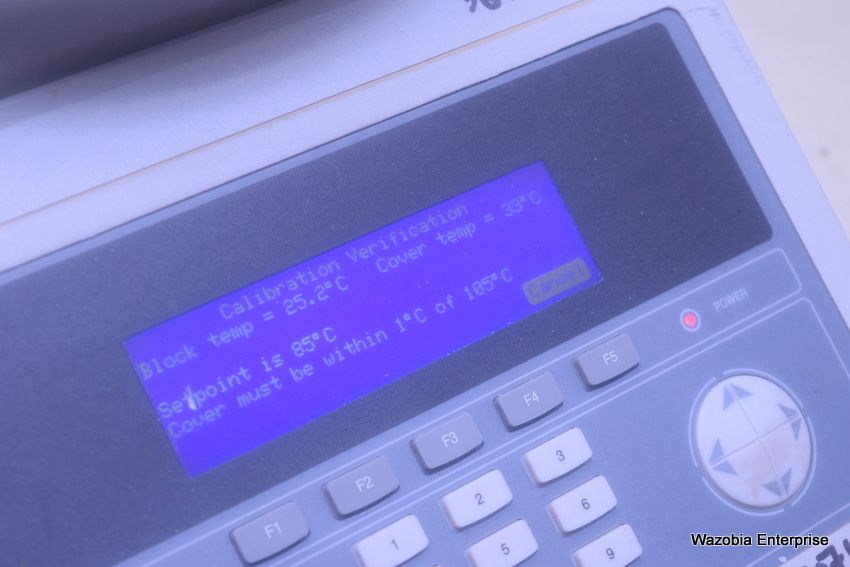 Calibration Verification
Block temp = 25.2°C Cover temp = 33°C
Setpoint is 85°C
Cover must be within 1°C of 105°C
Cancel
POWER
F1 F2 F3 F4 F5
1 2 3
5 6
9
Wazobia Enterprise